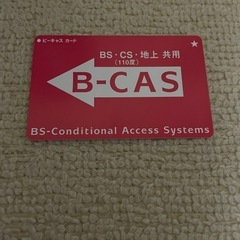 ● ビーキャス カード
★
BS・CS・地上 共用
(110度)
B-CAS
BS-Conditional Access Systems